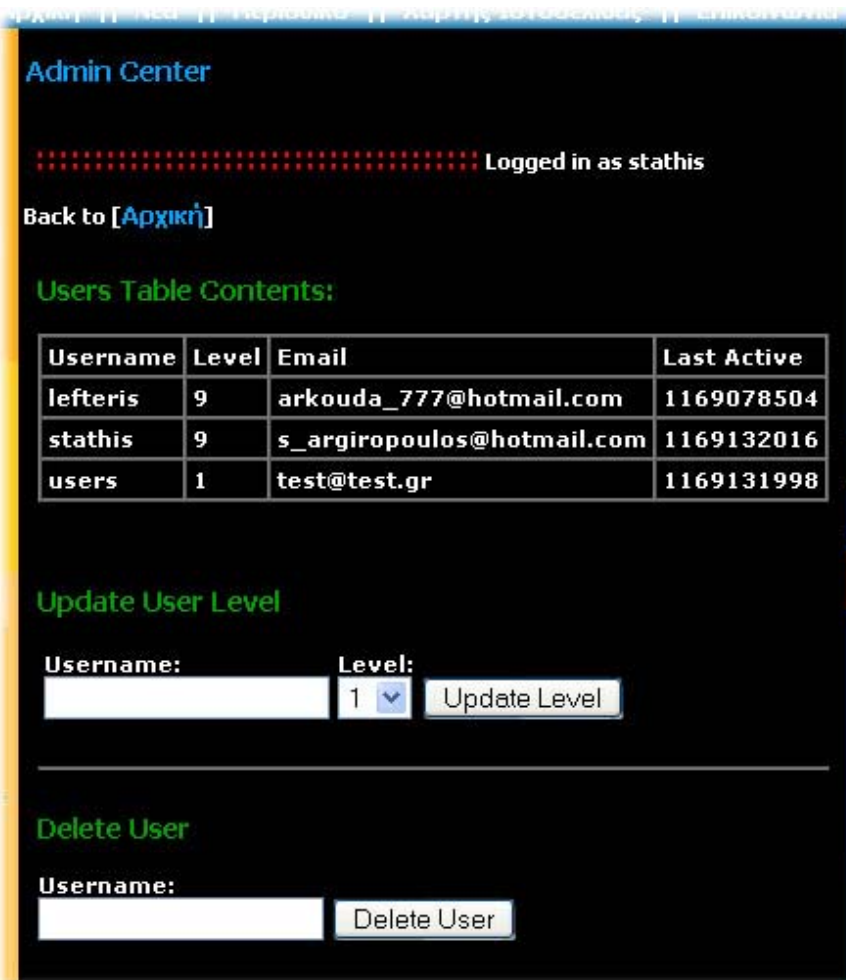 Admin Center
:::::::::::::::::::::::::::::::::::::: Logged in as stathis
Back to [Αρχική]
Users Table Contents:
Username Level Email Last Active
lefteris 9 arkouda_777@hotmail.com 1169078504
stathis 9 s_argiropoulos@hotmail.com 1169132016
users 1 test@test.gr 1169131998
Update User Level
Username: Level:
1 Update Level
Delete User
Username:
Delete User